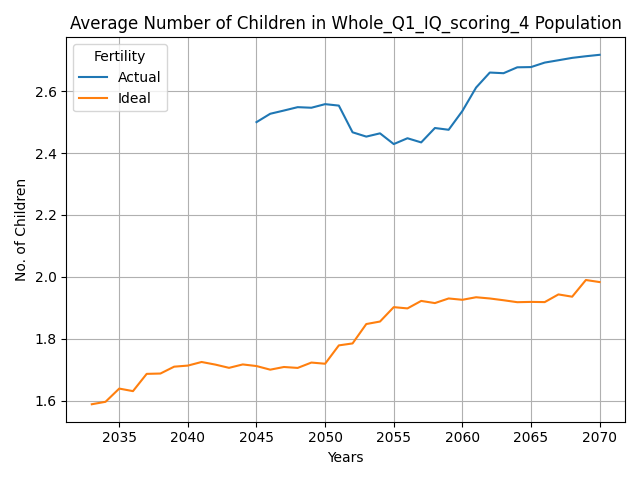 Average Number of Children in Whole_Q1_IQ_scoring_4 Population
Fertility
Actual
Ideal
No. of Children
2.6
2.4
2.2
2.0
1.8
1.6
2035 2040 2045 2050 2055 2060 2065 2070
Years